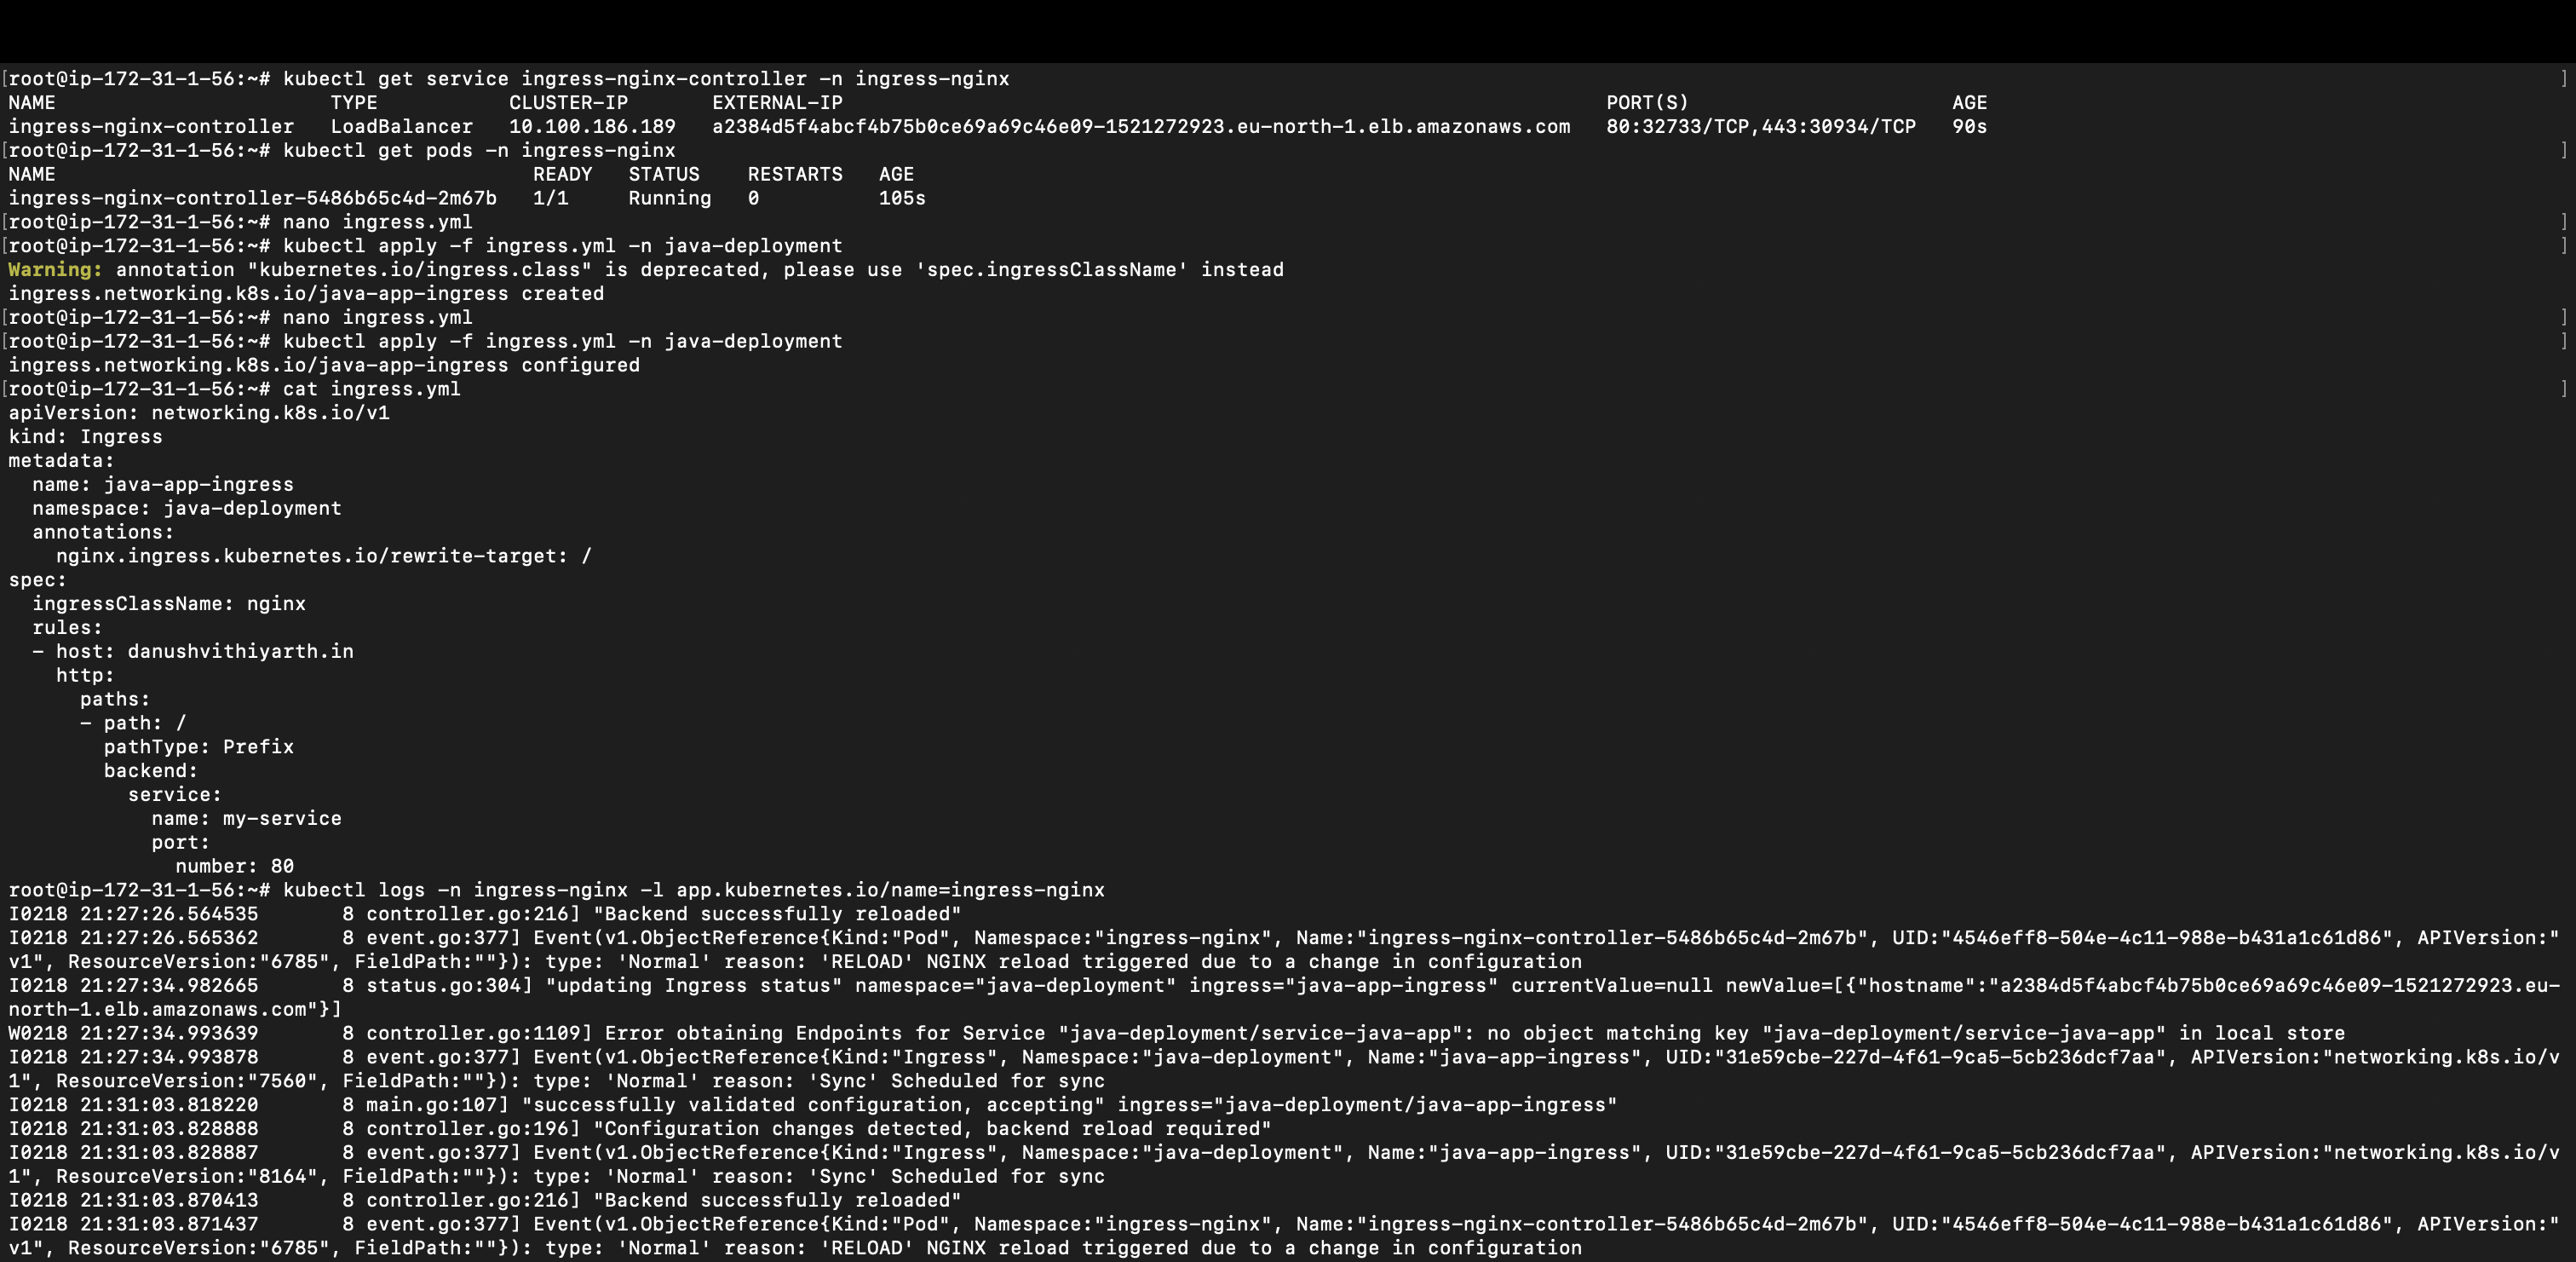 [root@ip-172-31-1-56:~# kubectl get service ingress-nginx-controller -n ingress-nginx ]
NAME TYPE CLUSTER-IP EXTERNAL-IP PORT(S) AGE
ingress-nginx-controller LoadBalancer 10.100.186.189 a2384d5f4abcf4b75b0ce69a69c46e09-1521272923.eu-north-1.elb.amazonaws.com 80:32733/TCP,443:30934/TCP 90s
[root@ip-172-31-1-56:~# kubectl get pods -n ingress-nginx ]
NAME READY STATUS RESTARTS AGE
ingress-nginx-controller-5486b65c4d-2m67b 1/1 Running 0 105s
[root@ip-172-31-1-56:~# nano ingress.yml ]
[root@ip-172-31-1-56:~# kubectl apply -f ingress.yml -n java-deployment ]
Warning: annotation "kubernetes.io/ingress.class" is deprecated, please use 'spec.ingressClassName' instead
ingress.networking.k8s.io/java-app-ingress created
[root@ip-172-31-1-56:~# nano ingress.yml ]
[root@ip-172-31-1-56:~# kubectl apply -f ingress.yml -n java-deployment ]
ingress.networking.k8s.io/java-app-ingress configured
[root@ip-172-31-1-56:~# cat ingress.yml ]
apiVersion: networking.k8s.io/v1
kind: Ingress
metadata:
  name: java-app-ingress
  namespace: java-deployment
  annotations:
    nginx.ingress.kubernetes.io/rewrite-target: /
spec:
  ingressClassName: nginx
  rules:
  - host: danushvithiyarth.in
    http:
      paths:
      - path: /
        pathType: Prefix
        backend:
          service:
            name: my-service
            port:
              number: 80
root@ip-172-31-1-56:~# kubectl logs -n ingress-nginx -l app.kubernetes.io/name=ingress-nginx
I0218 21:27:26.564535 8 controller.go:216] "Backend successfully reloaded"
I0218 21:27:26.565362 8 event.go:377] Event(v1.ObjectReference{Kind:"Pod", Namespace:"ingress-nginx", Name:"ingress-nginx-controller-5486b65c4d-2m67b", UID:"4546eff8-504e-4c11-988e-b431a1c61d86", APIVersion:"
v1", ResourceVersion:"6785", FieldPath:""}): type: 'Normal' reason: 'RELOAD' NGINX reload triggered due to a change in configuration
I0218 21:27:34.982665 8 status.go:304] "updating Ingress status" namespace="java-deployment" ingress="java-app-ingress" currentValue=null newValue=[{"hostname":"a2384d5f4abcf4b75b0ce69a69c46e09-1521272923.eu-
north-1.elb.amazonaws.com"}]
W0218 21:27:34.993639 8 controller.go:1109] Error obtaining Endpoints for Service "java-deployment/service-java-app": no object matching key "java-deployment/service-java-app" in local store
I0218 21:27:34.993878 8 event.go:377] Event(v1.ObjectReference{Kind:"Ingress", Namespace:"java-deployment", Name:"java-app-ingress", UID:"31e59cbe-227d-4f61-9ca5-5cb236dcf7aa", APIVersion:"networking.k8s.io/v
1", ResourceVersion:"7560", FieldPath:""}): type: 'Normal' reason: 'Sync' Scheduled for sync
I0218 21:31:03.818220 8 main.go:107] "successfully validated configuration, accepting" ingress="java-deployment/java-app-ingress"
I0218 21:31:03.828888 8 controller.go:196] "Configuration changes detected, backend reload required"
I0218 21:31:03.828887 8 event.go:377] Event(v1.ObjectReference{Kind:"Ingress", Namespace:"java-deployment", Name:"java-app-ingress", UID:"31e59cbe-227d-4f61-9ca5-5cb236dcf7aa", APIVersion:"networking.k8s.io/v
1", ResourceVersion:"8164", FieldPath:""}): type: 'Normal' reason: 'Sync' Scheduled for sync
I0218 21:31:03.870413 8 controller.go:216] "Backend successfully reloaded"
I0218 21:31:03.871437 8 event.go:377] Event(v1.ObjectReference{Kind:"Pod", Namespace:"ingress-nginx", Name:"ingress-nginx-controller-5486b65c4d-2m67b", UID:"4546eff8-504e-4c11-988e-b431a1c61d86", APIVersion:"
v1", ResourceVersion:"6785", FieldPath:""}): type: 'Normal' reason: 'RELOAD' NGINX reload triggered due to a change in configuration